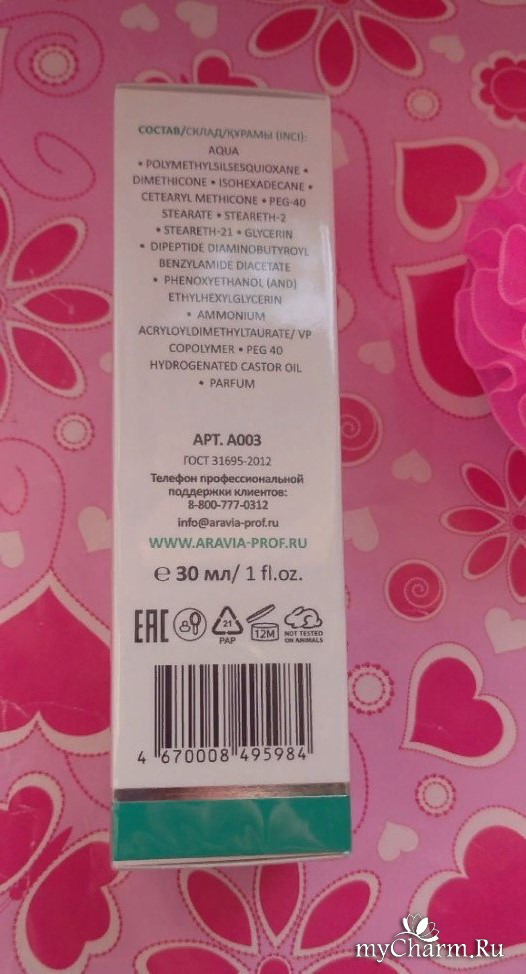 СОСТАВ/СКЛАД/ҚҰРАМЫ (INCI):
AQUA
• POLYMETHYLSILSESQUIOXANE •
DIMETHICONE • ISOHEXADECANE •
CETEARYL METHICONE • PEG-40
STEARATE • STEARETH-2
• STEARETH-21 • GLYCERIN
• DIPEPTIDE DIAMINOBUTYROYL
BENZYLAMIDE DIACETATE
• PHENOXYETHANOL (AND)
ETHYLHEXYLGLYCERIN
• AMMONIUM
ACRYLOYLDIMETHYLTAURATE/ VP
COPOLYMER • PEG 40
HYDROGENATED CASTOR OIL
• PARFUM
АРТ. А003
ГОСТ 31695-2012
Телефон профессиональной
поддержки клиентов:
8-800-777-0312
info@aravia-prof.ru
WWW.ARAVIA-PROF.RU
℮ 30 мл/ 1 fl.oz.
EAC
21
PAP
12M
NOT TESTED
ON ANIMALS
4 670008 495984
myCharm.Ru